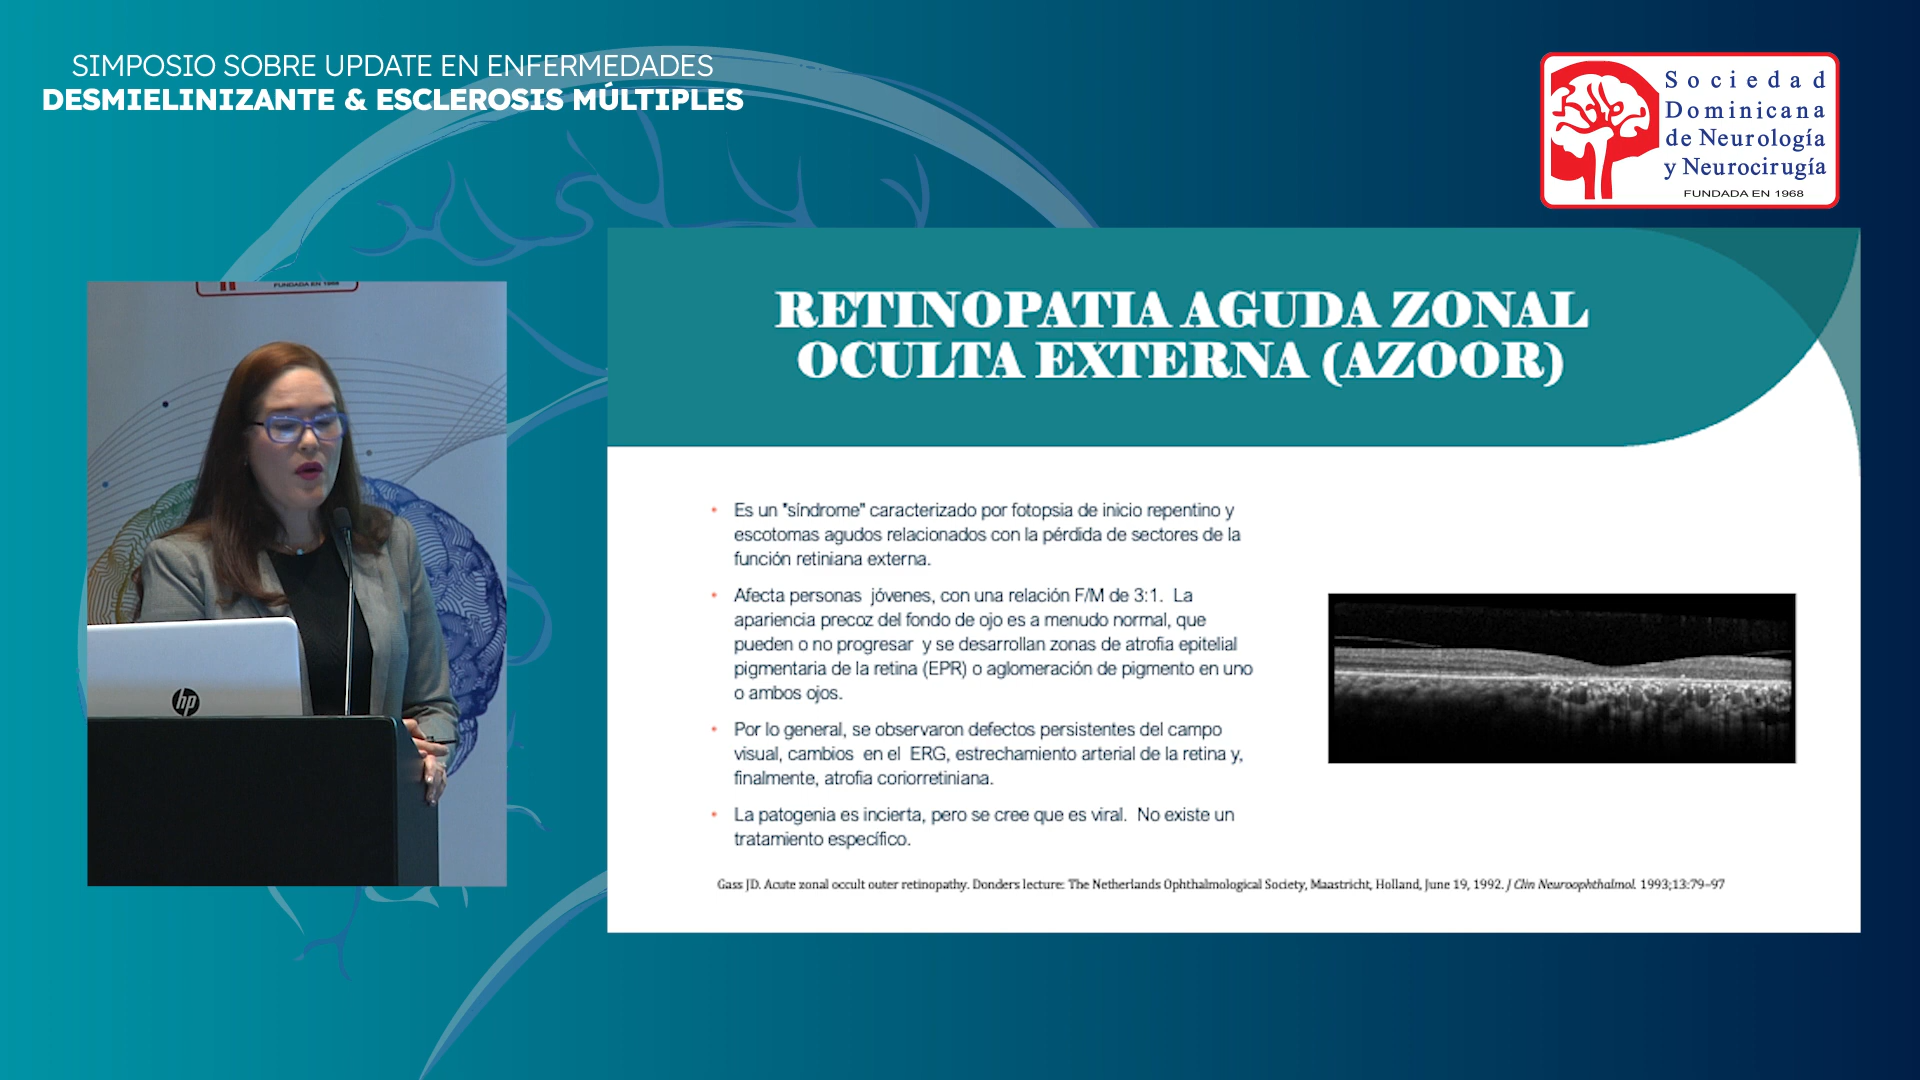 SIMPOSIO SOBRE UPDATE EN ENFERMEDADES
DESMIELINIZANTE & ESCLEROSIS MÚLTIPLES
Sociedad
Dominicana
de Neurología
y Neurocirugía
FUNDADA EN 1968
FUNDADA EN 1968
hp
RETINOPATIA AGUDA ZONAL
OCULTA EXTERNA (AZOOR)
• Es un "síndrome" caracterizado por fotopsia de inicio repentino y
escotomas agudos relacionados con la pérdida de sectores de la
función retiniana externa.
• Afecta personas jóvenes, con una relación F/M de 3:1. La
apariencia precoz del fondo de ojo es a menudo normal, que
pueden o no progresar y se desarrollan zonas de atrofia epitelial
pigmentaria de la retina (EPR) o aglomeración de pigmento en uno
o ambos ojos.
• Por lo general, se observaron defectos persistentes del campo
visual, cambios en el ERG, estrechamiento arterial de la retina y,
finalmente, atrofia coriorretiniana.
• La patogenia es incierta, pero se cree que es viral. No existe un
tratamiento específico.
Gass JD. Acute zonal occult outer retinopathy. Donders lecture: The Netherlands Ophthalmological Society, Maastricht, Holland, June 19, 1992. J Clin Neuroophthalmol. 1993;13:79–97